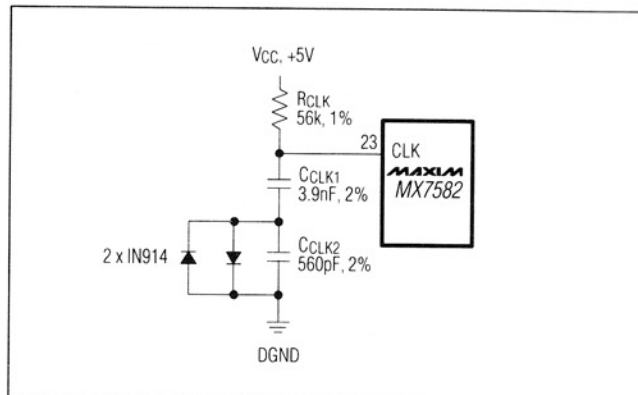 VCC, +5V
RCLK
56k, 1%
23
CLK
MAXIM
MX7582
CCLK1
3.9nF, 2%
2 x IN914
CCLK2
560pF, 2%
DGND